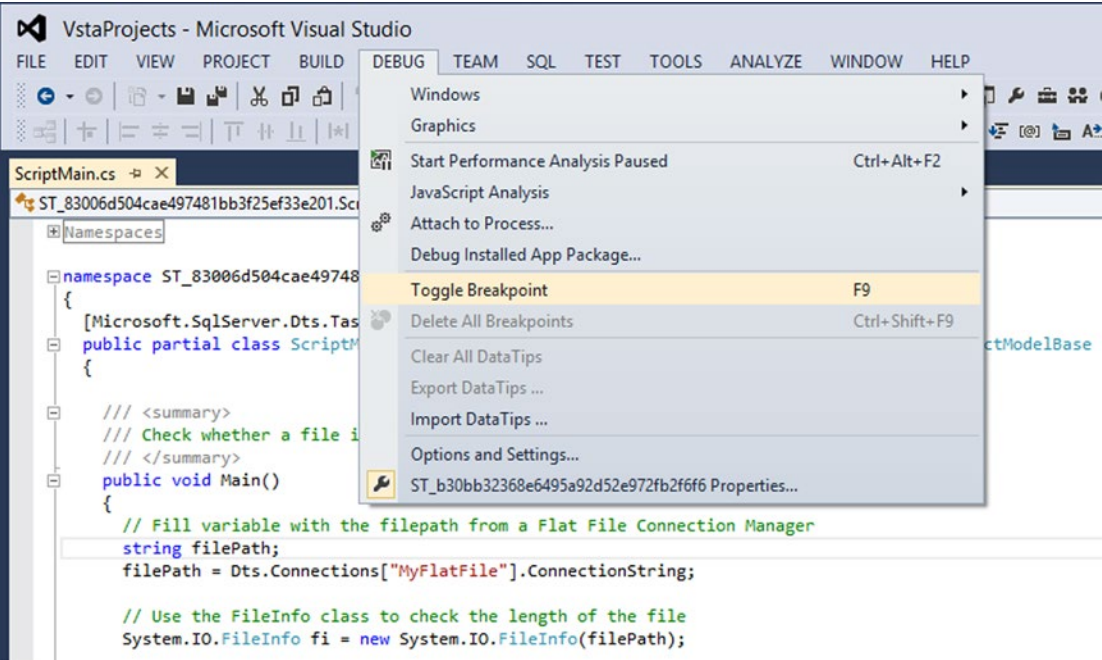 VstaProjects - Microsoft Visual Studio
FILE EDIT VIEW PROJECT BUILD DEBUG TEAM SQL TEST TOOLS ANALYZE WINDOW HELP
Windows
Graphics
Start Performance Analysis Paused Ctrl+Alt+F2
JavaScript Analysis
Attach to Process...
Debug Installed App Package...
Toggle Breakpoint F9
Delete All Breakpoints Ctrl+Shift+F9
Clear All DataTips
Export DataTips ...
Import DataTips ...
Options and Settings...
ST_b30bb32368e6495a92d52e972fb2f6f6 Properties...
ScriptMain.cs
ST_83006d504cae497481bb3f25ef33e201.Scr
Namespaces
namespace ST_83006d504cae49748
{
[Microsoft.SqlServer.Dts.Tas
public partial class ScriptM ctModelBase
{
/// <summary>
/// Check whether a file i
/// </summary>
public void Main()
{
// Fill variable with the filepath from a Flat File Connection Manager
string filePath;
filePath = Dts.Connections["MyFlatFile"].ConnectionString;
// Use the FileInfo class to check the length of the file
System.IO.FileInfo fi = new System.IO.FileInfo(filePath);